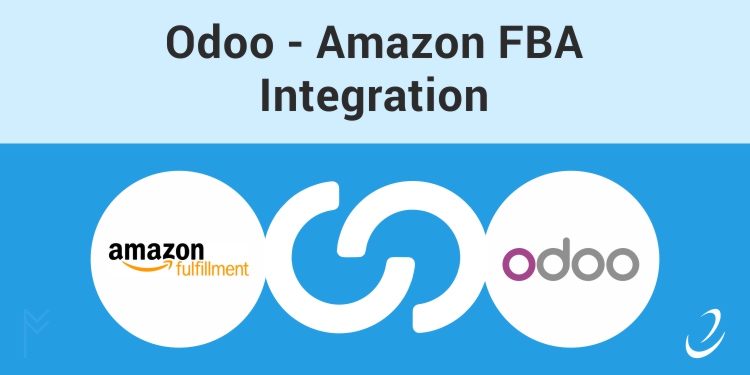 Odoo - Amazon FBA
Integration
amazon
fulfillment
odoo